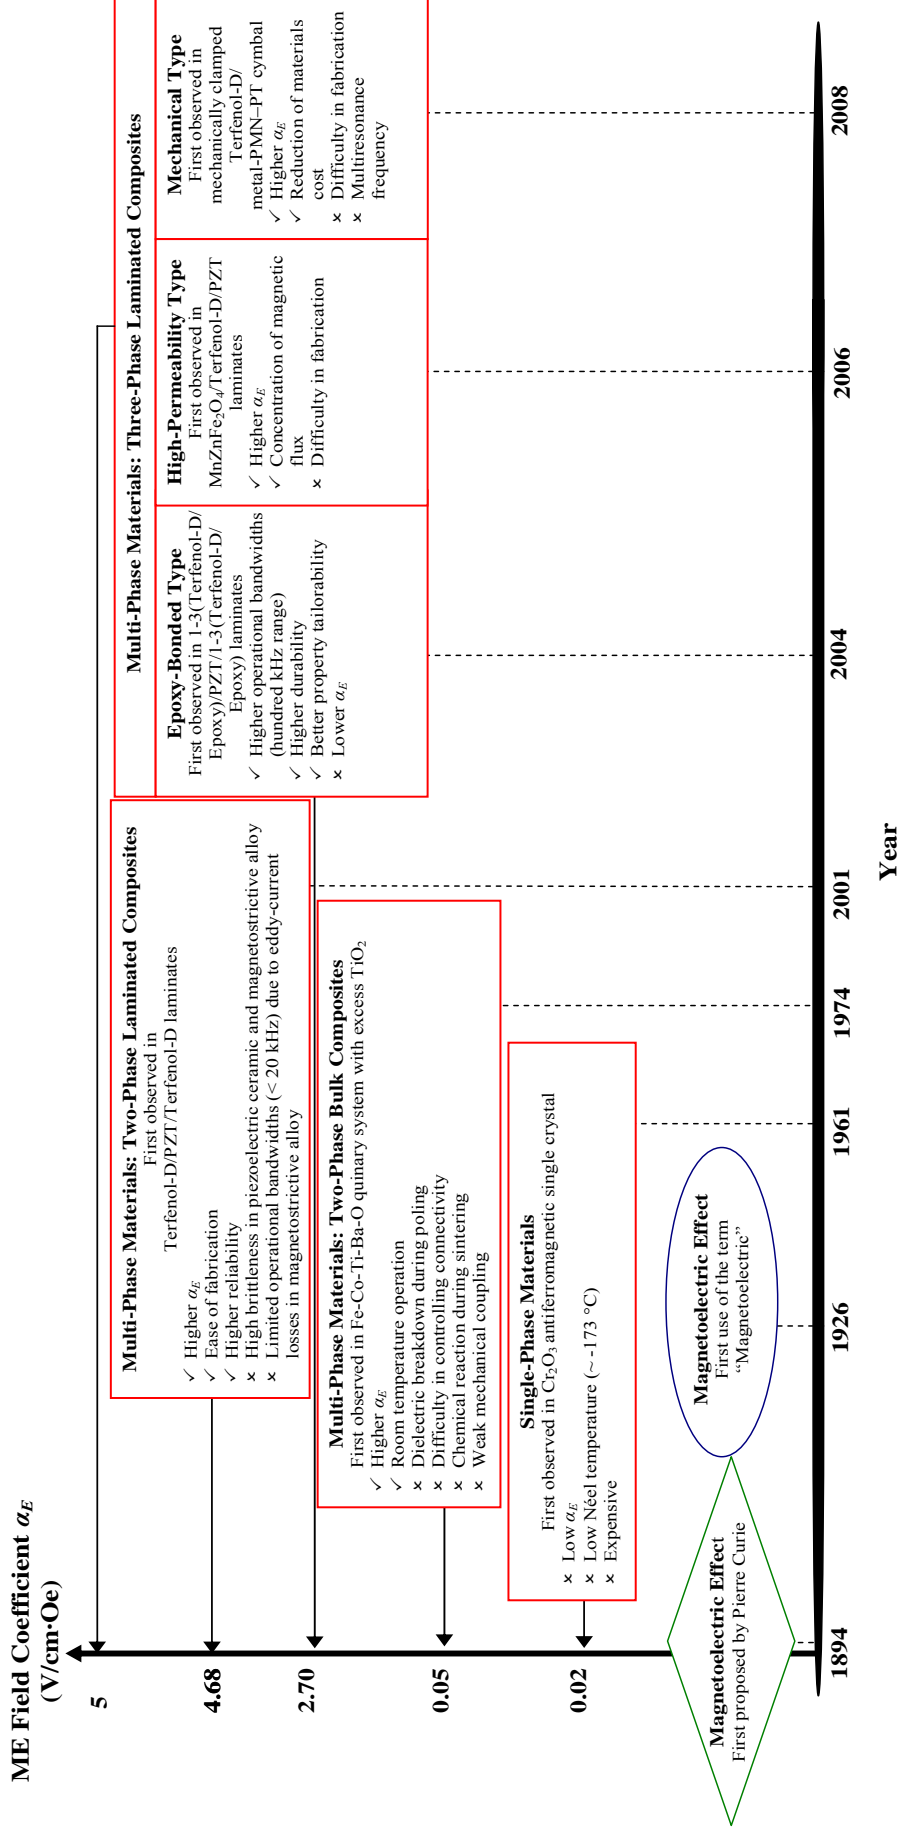 ME Field Coefficient αE
(V/cm·Oe)
5
4.68
2.70
0.05
0.02
Multi-Phase Materials: Three-Phase Laminated Composites
Epoxy-Bonded Type
First observed in 1-3(Terfenol-D/
Epoxy)/PZT/1-3(Terfenol-D/
Epoxy) laminates
✓ Higher operational bandwidths
(hundred kHz range)
✓ Higher durability
✓ Better property tailorability
× Lower αE
High-Permeability Type
First observed in
MnZnFe2O4/Terfenol-D/PZT
laminates
✓ Higher αE
✓ Concentration of magnetic
flux
× Difficulty in fabrication
Mechanical Type
First observed in
mechanically clamped
Terfenol-D/
metal-PMN–PT cymbal
✓ Higher αE
✓ Reduction of materials
cost
× Difficulty in fabrication
× Multiresonance
frequency
Multi-Phase Materials: Two-Phase Laminated Composites
First observed in
Terfenol-D/PZT/Terfenol-D laminates
✓ Higher αE
✓ Ease of fabrication
✓ Higher reliability
× High brittleness in piezoelectric ceramic and magnetostrictive alloy
× Limited operational bandwidths (< 20 kHz) due to eddy-current
losses in magnetostrictive alloy
Multi-Phase Materials: Two-Phase Bulk Composites
First observed in Fe-Co-Ti-Ba-O quinary system with excess TiO2
✓ Higher αE
✓ Room temperature operation
× Dielectric breakdown during poling
× Difficulty in controlling connectivity
× Chemical reaction during sintering
× Weak mechanical coupling
Single-Phase Materials
First observed in Cr2O3 antiferromagnetic single crystal
× Low αE
× Low Néel temperature (~ -173 °C)
× Expensive
Magnetoelectric Effect
First proposed by Pierre Curie
Magnetoelectric Effect
First use of the term
“Magnetoelectric”
1894
1926
1961
1974
2001
2004
2006
2008
Year